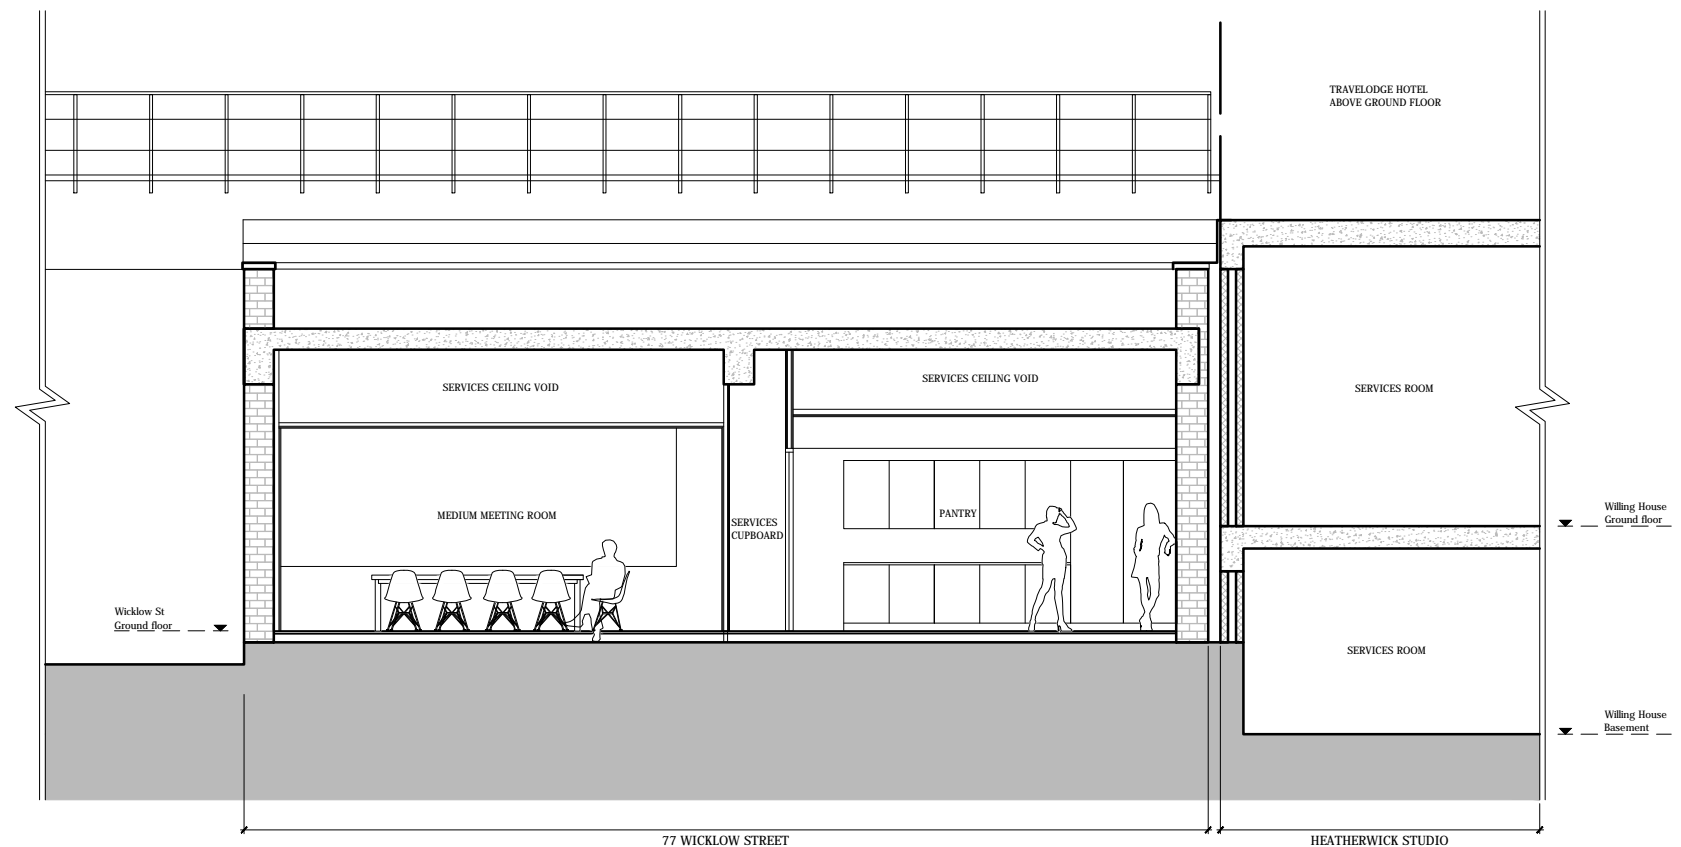 TRAVELODGE HOTEL
ABOVE GROUND FLOOR
SERVICES CEILING VOID
SERVICES CEILING VOID
SERVICES ROOM
MEDIUM MEETING ROOM
SERVICES
CUPBOARD
PANTRY
Willing House
Ground floor
Wicklow St
Ground floor
SERVICES ROOM
Willing House
Basement
77 WICKLOW STREET
HEATHERWICK STUDIO